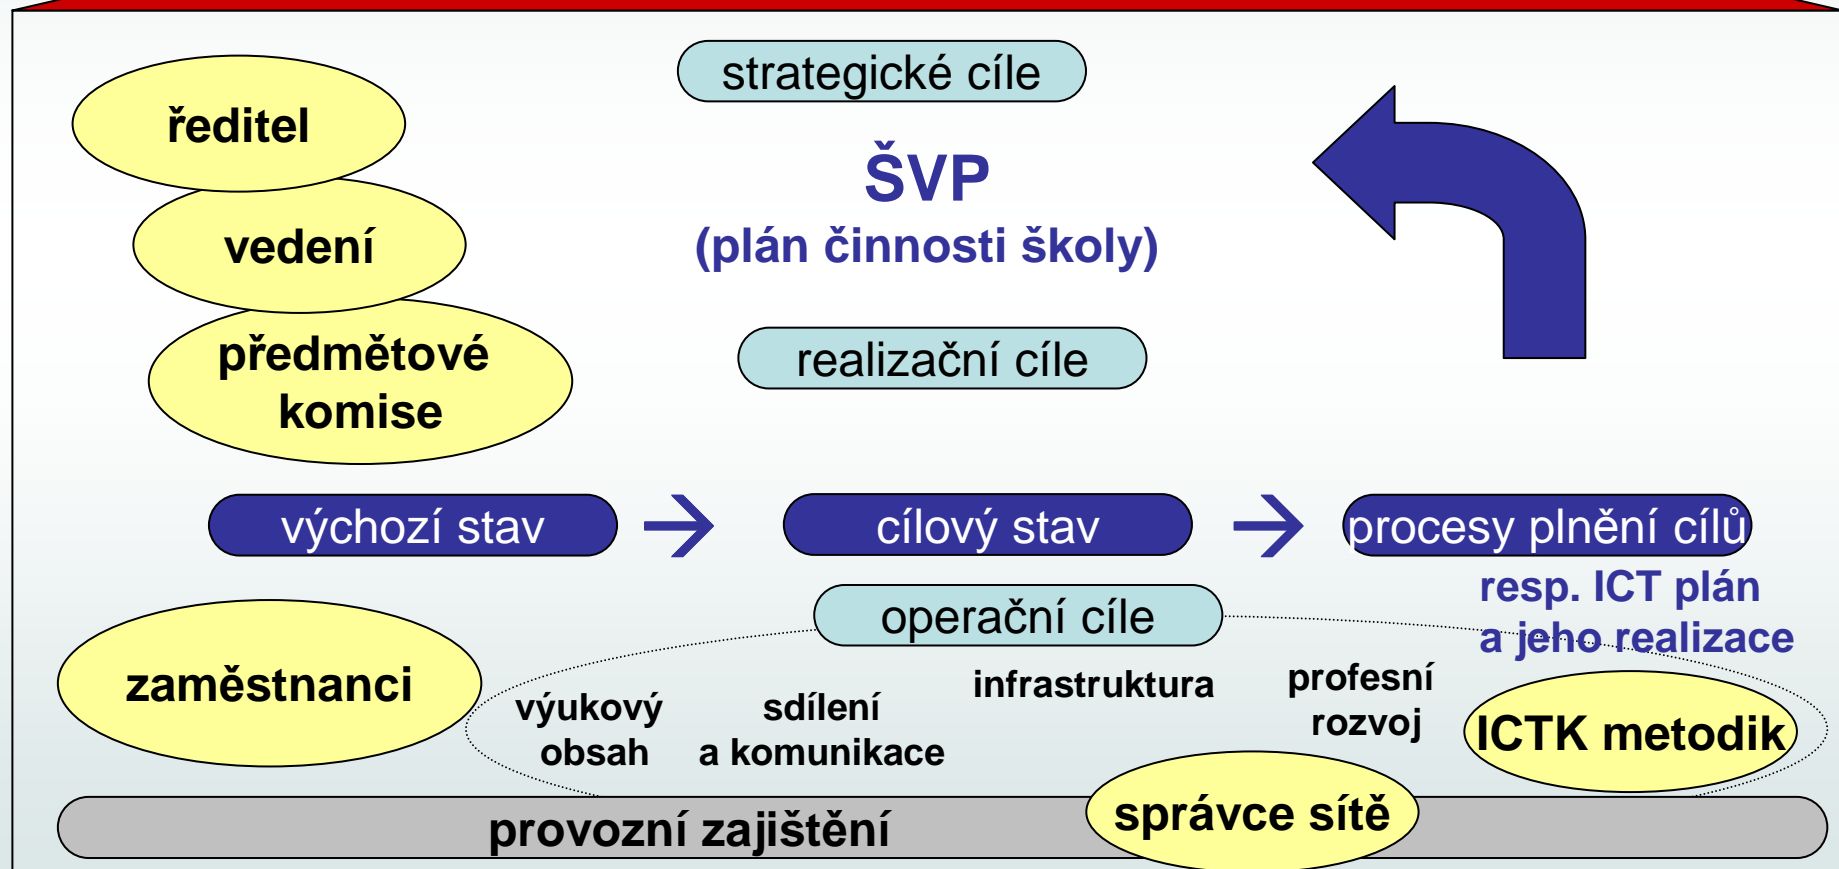 strategické cíle
ředitel
ŠVP
(plán činnosti školy)
vedení
předmětové
komise
realizační cíle
výchozí stav
cílový stav
procesy plnění cílů
resp. ICT plán
a jeho realizace
operační cíle
zaměstnanci
výukový
obsah
sdílení
a komunikace
infrastruktura
profesní
rozvoj
ICTK metodik
správce sítě
provozní zajištění